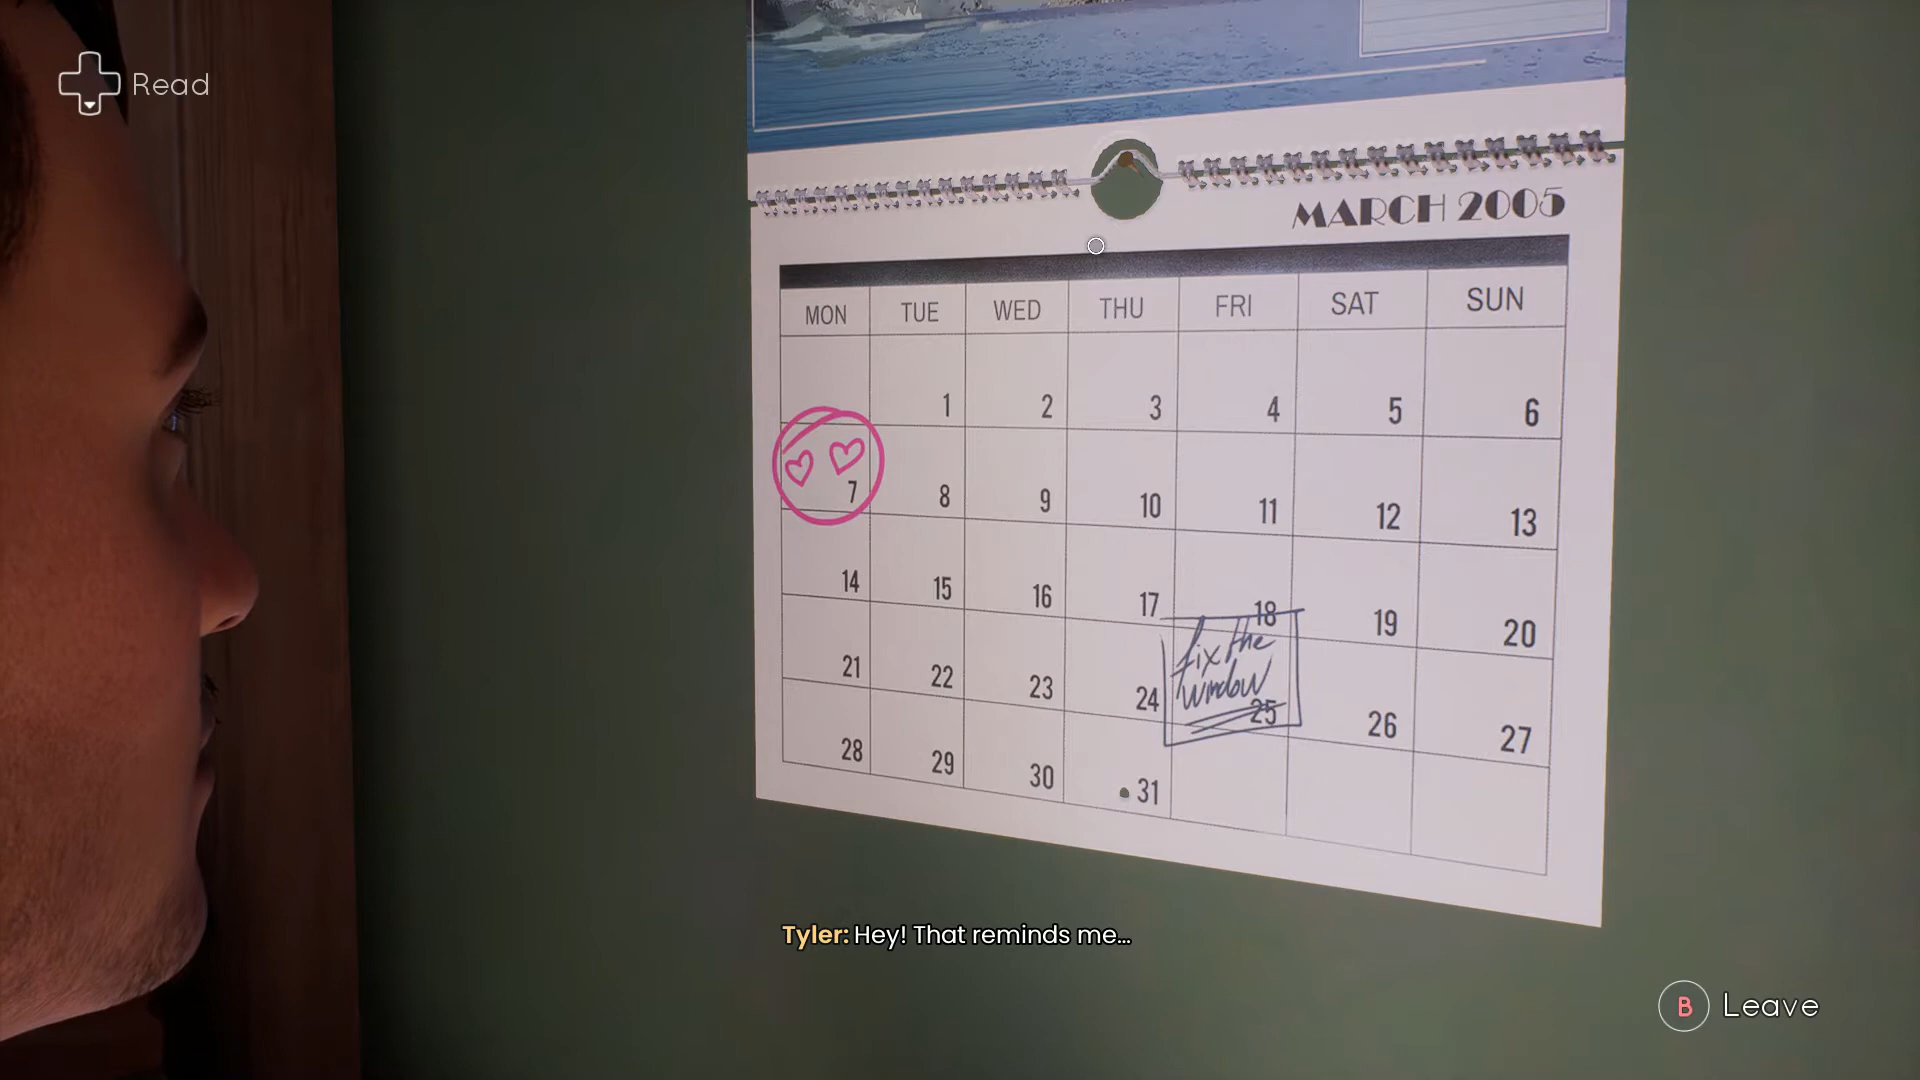 Read
MARCH 2005
MON TUE WED THU FRI SAT SUN
1 2 3 4 5 6
7 8 9 10 11 12 13
14 15 16 17 18 19 20
fix the
window
21 22 23 24 25 26 27
28 29 30 31
Tyler: Hey! That reminds me...
B Leave